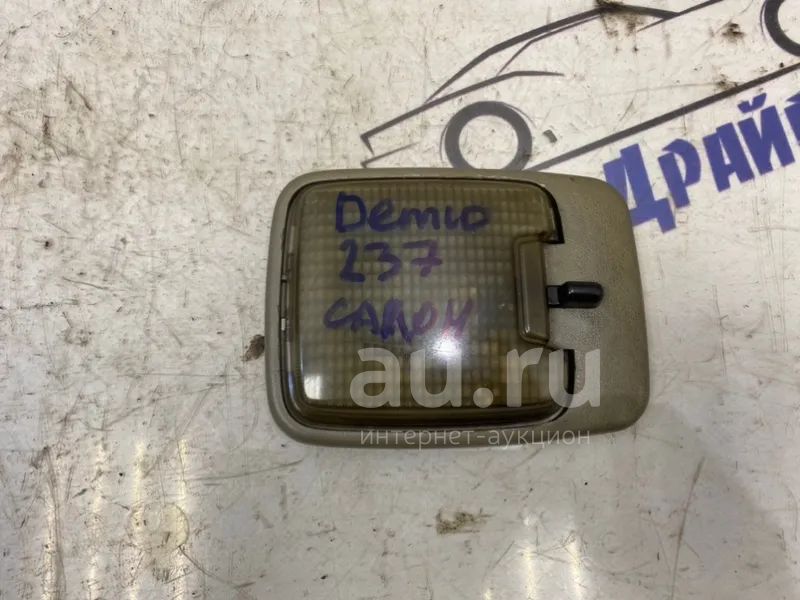 ДРАЙВ
Demio
237
САЛОН
au.ru
интернет-аукцион